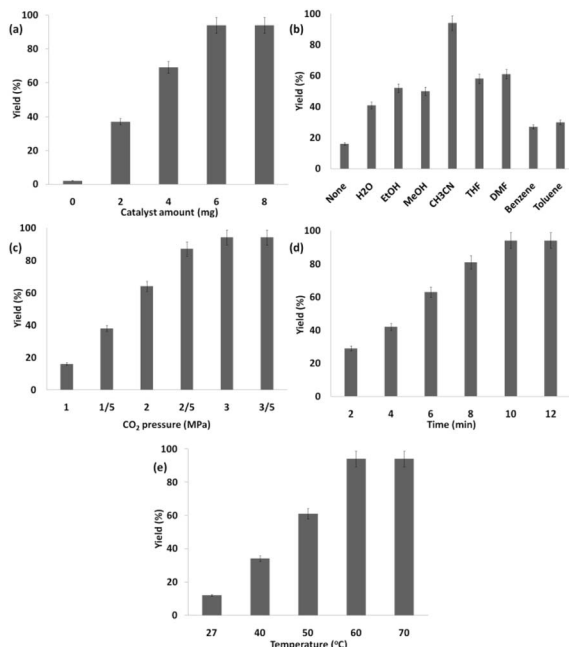 (a)
Yield (%)
100
80
60
40
20
0
0 2 4 6 8
Catalyst amount (mg)
(b)
Yield (%)
100
80
60
40
20
0
None H2O EtOH MeOH CH3CN THF DMF Benzene Toluene
(c)
Yield (%)
100
80
60
40
20
0
1 1/5 2 2/5 3 3/5
CO₂ pressure (MPa)
(d)
Yield (%)
100
80
60
40
20
0
2 4 6 8 10 12
Time (min)
(e)
Yield (%)
100
80
60
40
20
0
27 40 50 60 70
Temperature (°C)